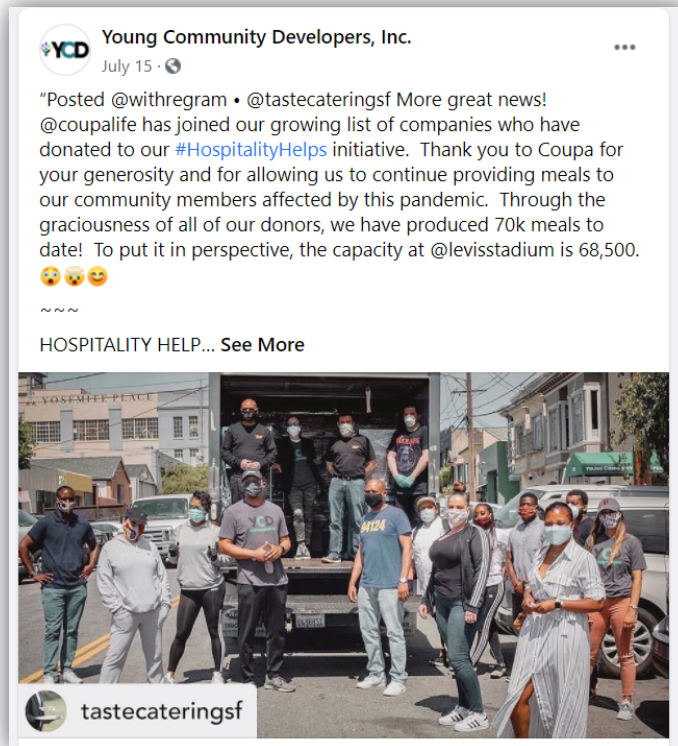 YCD
Young Community Developers, Inc.
July 15 ·
“Posted @withregram • @tastecateringsf More great news!
@coupalife has joined our growing list of companies who have
donated to our #HospitalityHelps initiative. Thank you to Coupa for
your generosity and for allowing us to continue providing meals to
our community members affected by this pandemic. Through the
graciousness of all of our donors, we have produced 70k meals to
date! To put it in perspective, the capacity at @levisstadium is 68,500.
~~~
HOSPITALITY HELP... See More
YOSEMITE PLACE
YCD
94124
tastecateringsf